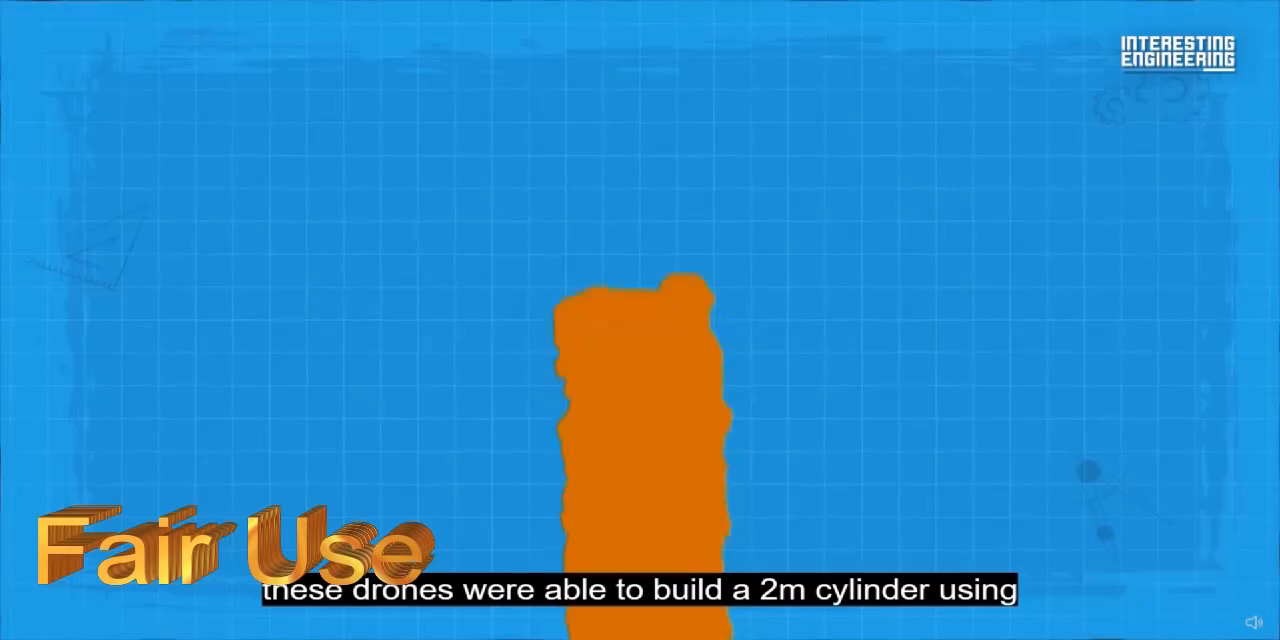 INTERESTING
ENGINEERING
Fair Use
these drones were able to build a 2m cylinder using